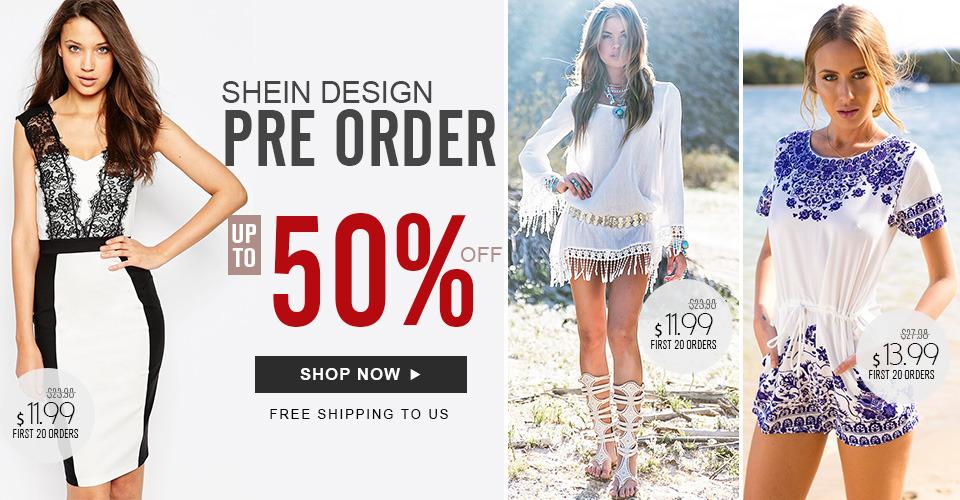 SHEIN DESIGN
PRE ORDER
UP TO
50% OFF
SHOP NOW
FREE SHIPPING TO US
$23.98
$11.99
FIRST 20 ORDERS
$23.98
$11.99
FIRST 20 ORDERS
$27.98
$13.99
FIRST 20 ORDERS